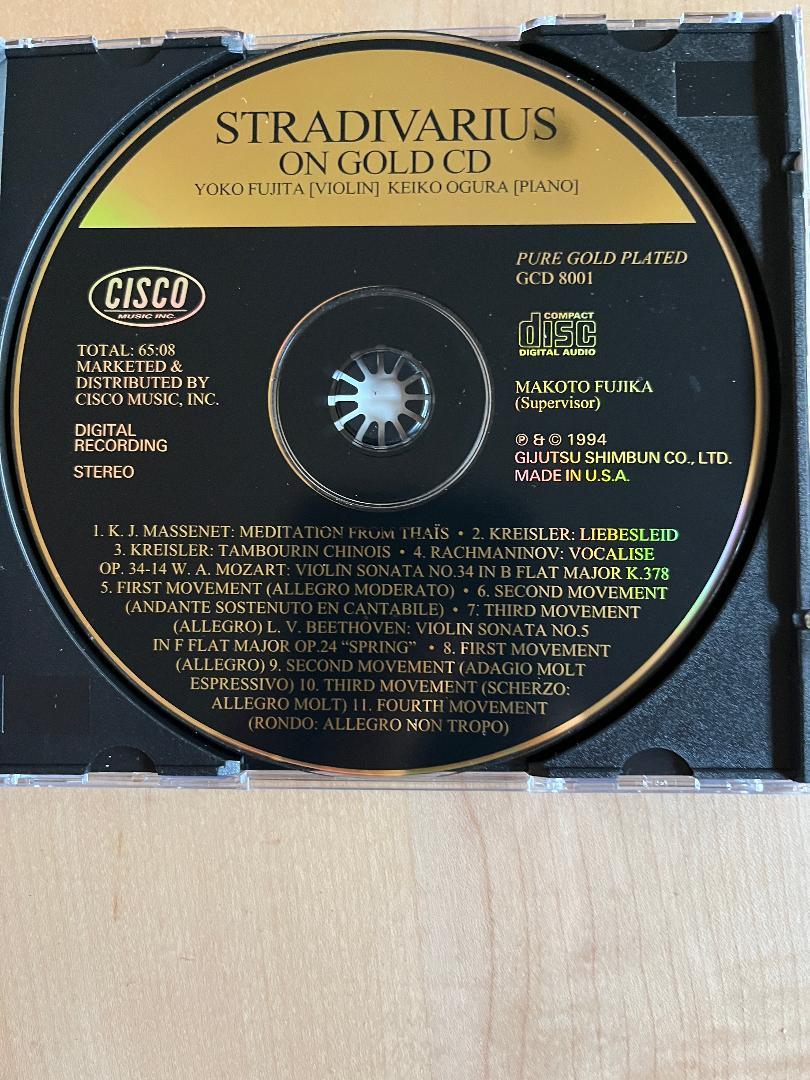 STRADIVARIUS
ON GOLD CD
YOKO FUJITA [VIOLIN] KEIKO OGURA [PIANO]
PURE GOLD PLATED
GCD 8001
CISCO
MUSIC INC.
COMPACT
disc
DIGITAL AUDIO
TOTAL: 65:08
MARKETED &
DISTRIBUTED BY
CISCO MUSIC, INC.
MAKOTO FUJIKA
(Supervisor)
DIGITAL
RECORDING
STEREO
℗ & © 1994
GIJUTSU SHIMBUN CO., LTD.
MADE IN U.S.A.
1. K. J. MASSENET: MEDITATION FROM THAÏS • 2. KREISLER: LIEBESLEID
3. KREISLER: TAMBOURIN CHINOIS • 4. RACHMANINOV: VOCALISE
OP. 34-14 W. A. MOZART: VIOLIN SONATA NO.34 IN B FLAT MAJOR K.378
5. FIRST MOVEMENT (ALLEGRO MODERATO) • 6. SECOND MOVEMENT
(ANDANTE SOSTENUTO EN CANTABILE) • 7: THIRD MOVEMENT
(ALLEGRO) L. V. BEETHOVEN: VIOLIN SONATA NO.5
IN F FLAT MAJOR OP.24 “SPRING” • 8. FIRST MOVEMENT
(ALLEGRO) 9. SECOND MOVEMENT (ADAGIO MOLT
ESPRESSIVO) 10. THIRD MOVEMENT (SCHERZO:
ALLEGRO MOLT) 11. FOURTH MOVEMENT
(RONDO: ALLEGRO NON TROPO)